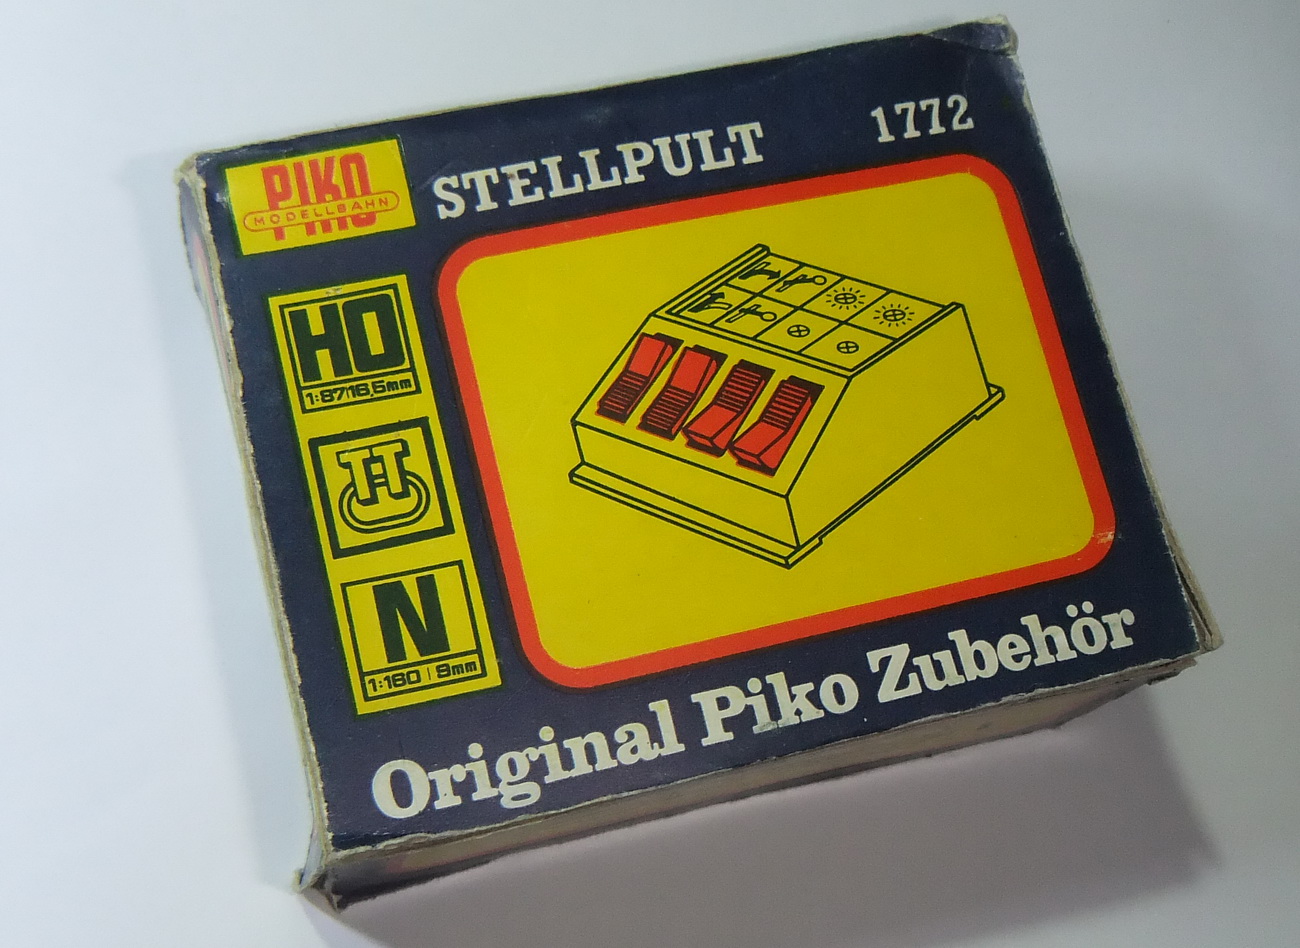 PIKO
MODELLBAHN
STELLPULT 1772
HO
1:87|16,5mm
TT
N
1:160 | 9mm
Original Piko Zubehör